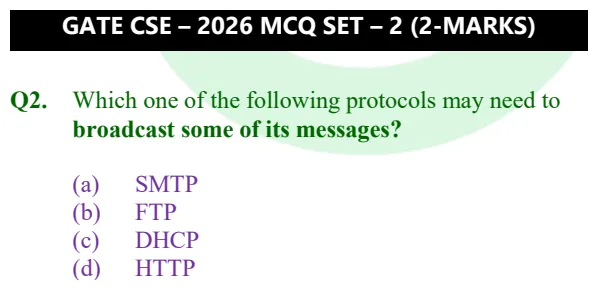 GATE CSE – 2026 MCQ SET – 2 (2-MARKS)
Q2. Which one of the following protocols may need to
broadcast some of its messages?
(a) SMTP
(b) FTP
(c) DHCP
(d) HTTP